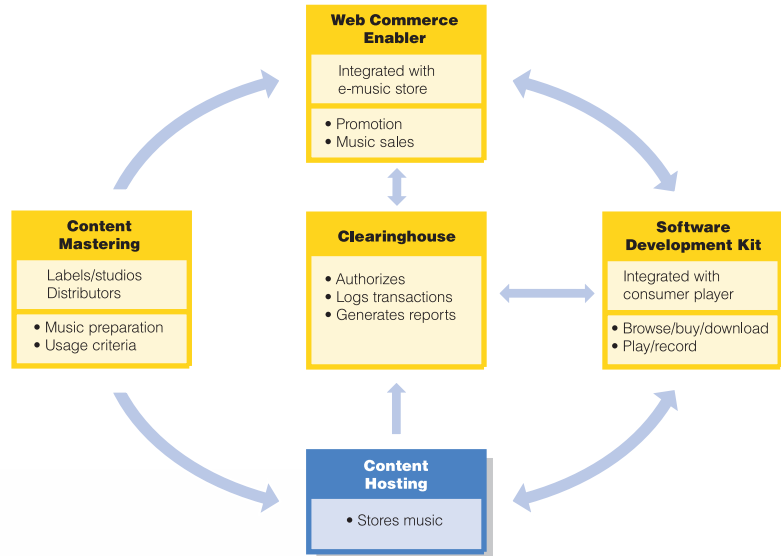 Web Commerce
Enabler
Integrated with
e-music store
• Promotion
• Music sales
Content
Mastering
Labels/studios
Distributors
• Music preparation
• Usage criteria
Clearinghouse
• Authorizes
• Logs transactions
• Generates reports
Software
Development Kit
Integrated with
consumer player
• Browse/buy/download
• Play/record
Content
Hosting
• Stores music